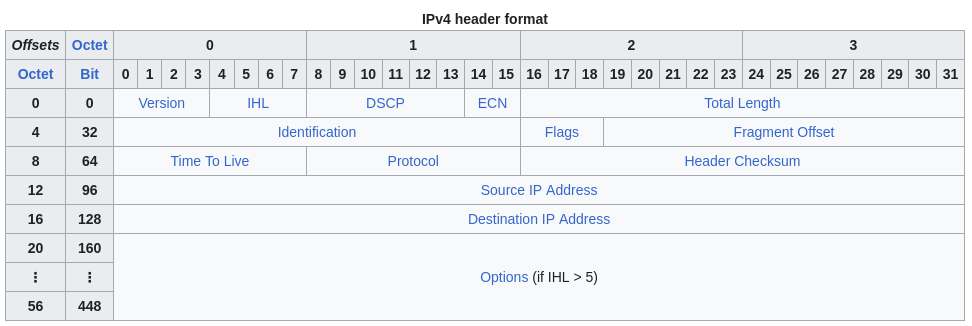 IPv4 header format
Offsets Octet 0 1 2 3
Octet Bit 0 1 2 3 4 5 6 7 8 9 10 11 12 13 14 15 16 17 18 19 20 21 22 23 24 25 26 27 28 29 30 31
0 0 Version IHL DSCP ECN Total Length
4 32 Identification Flags Fragment Offset
8 64 Time To Live Protocol Header Checksum
12 96 Source IP Address
16 128 Destination IP Address
20 160
⋮ ⋮ Options (if IHL > 5)
56 448